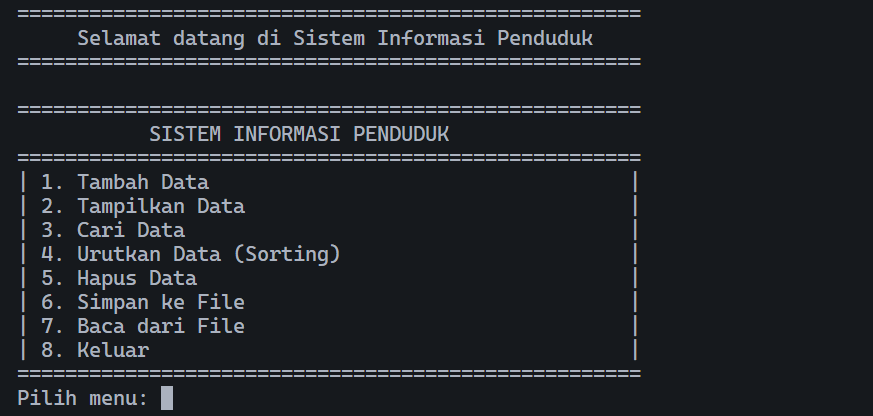 ====================================================
Selamat datang di Sistem Informasi Penduduk
====================================================
====================================================
SISTEM INFORMASI PENDUDUK
====================================================
| 1. Tambah Data |
| 2. Tampilkan Data |
| 3. Cari Data |
| 4. Urutkan Data (Sorting) |
| 5. Hapus Data |
| 6. Simpan ke File |
| 7. Baca dari File |
| 8. Keluar |
====================================================
Pilih menu: